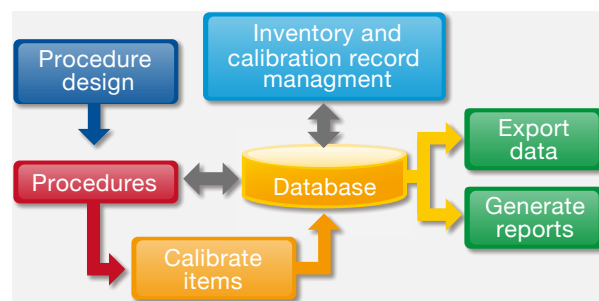 Procedure
design
Inventory and
calibration record
managment
Procedures
Database
Export
data
Generate
reports
Calibrate
items